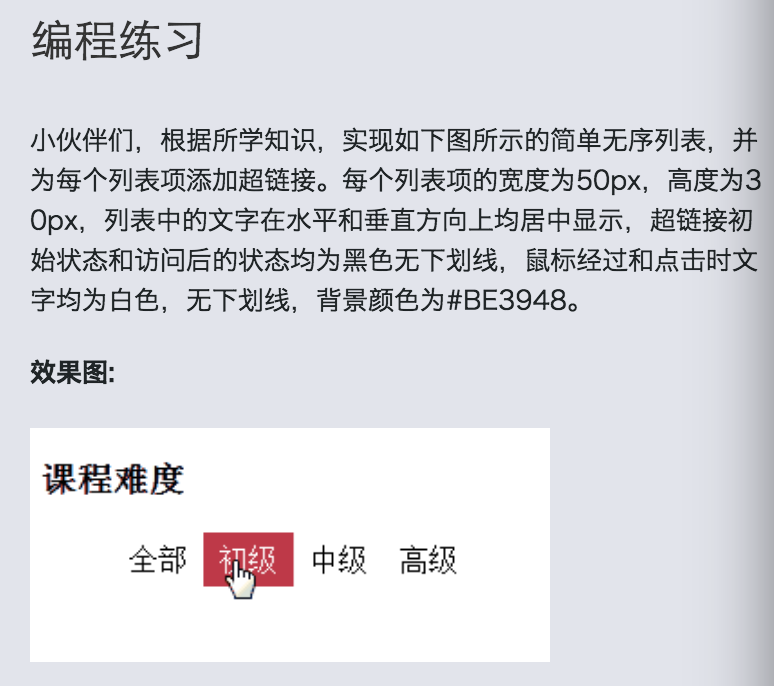 编程练习
小伙伴们，根据所学知识，实现如下图所示的简单无序列表，并
为每个列表项添加超链接。每个列表项的宽度为50px，高度为3
0px，列表中的文字在水平和垂直方向上均居中显示，超链接初
始状态和访问后的状态均为黑色无下划线，鼠标经过和点击时文
字均为白色，无下划线，背景颜色为#BE3948。
效果图:
课程难度
全部 初级 中级 高级